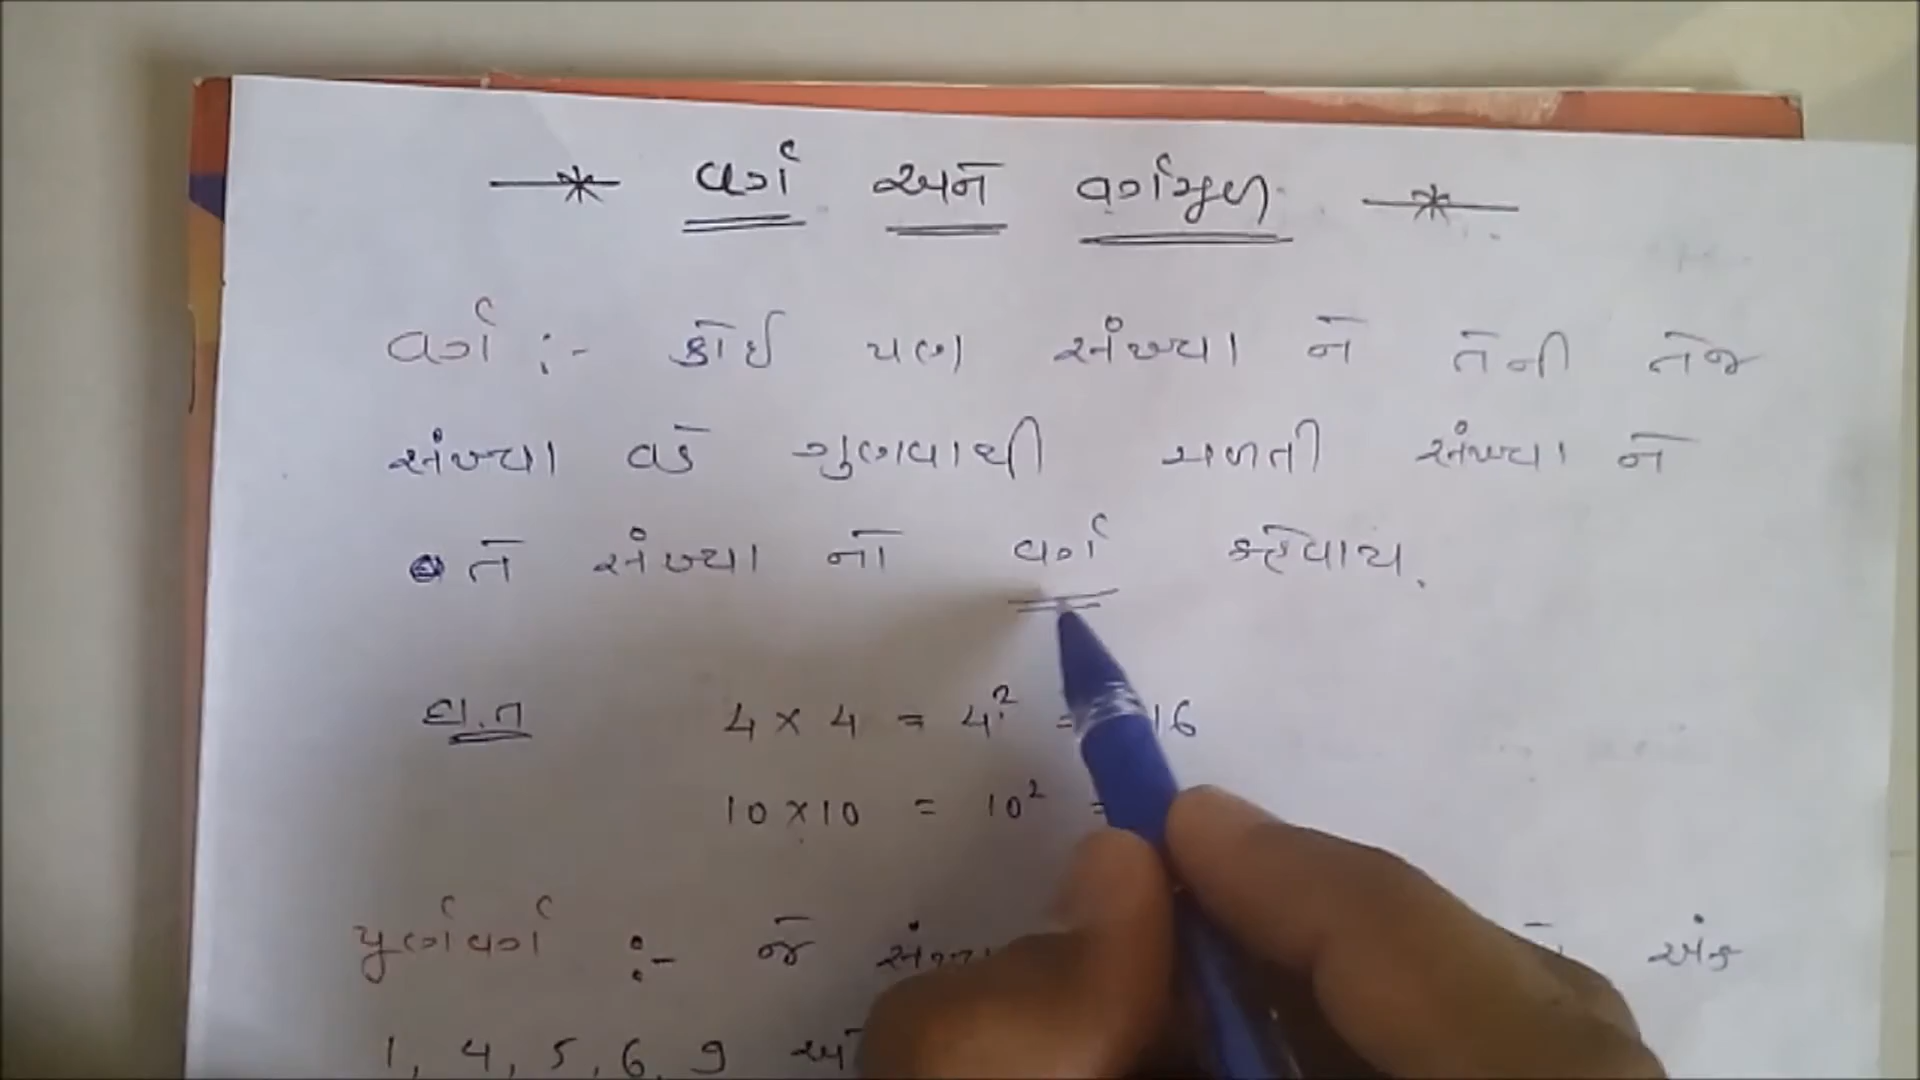 વર્ગ અને વર્ગમૂળ
વર્ગ :- કોઈ પણ સંખ્યા ને તેની તેજ
સંખ્યા વડે ગુણવાથી મળતી સંખ્યા ને
તે સંખ્યા નો વર્ગ કહેવાય.
દા.ત 4 × 4 = 4² = 16
10 × 10 = 10² =
પુર્ણવર્ગ :- જે અંક
1, 4, 5, 6, 9